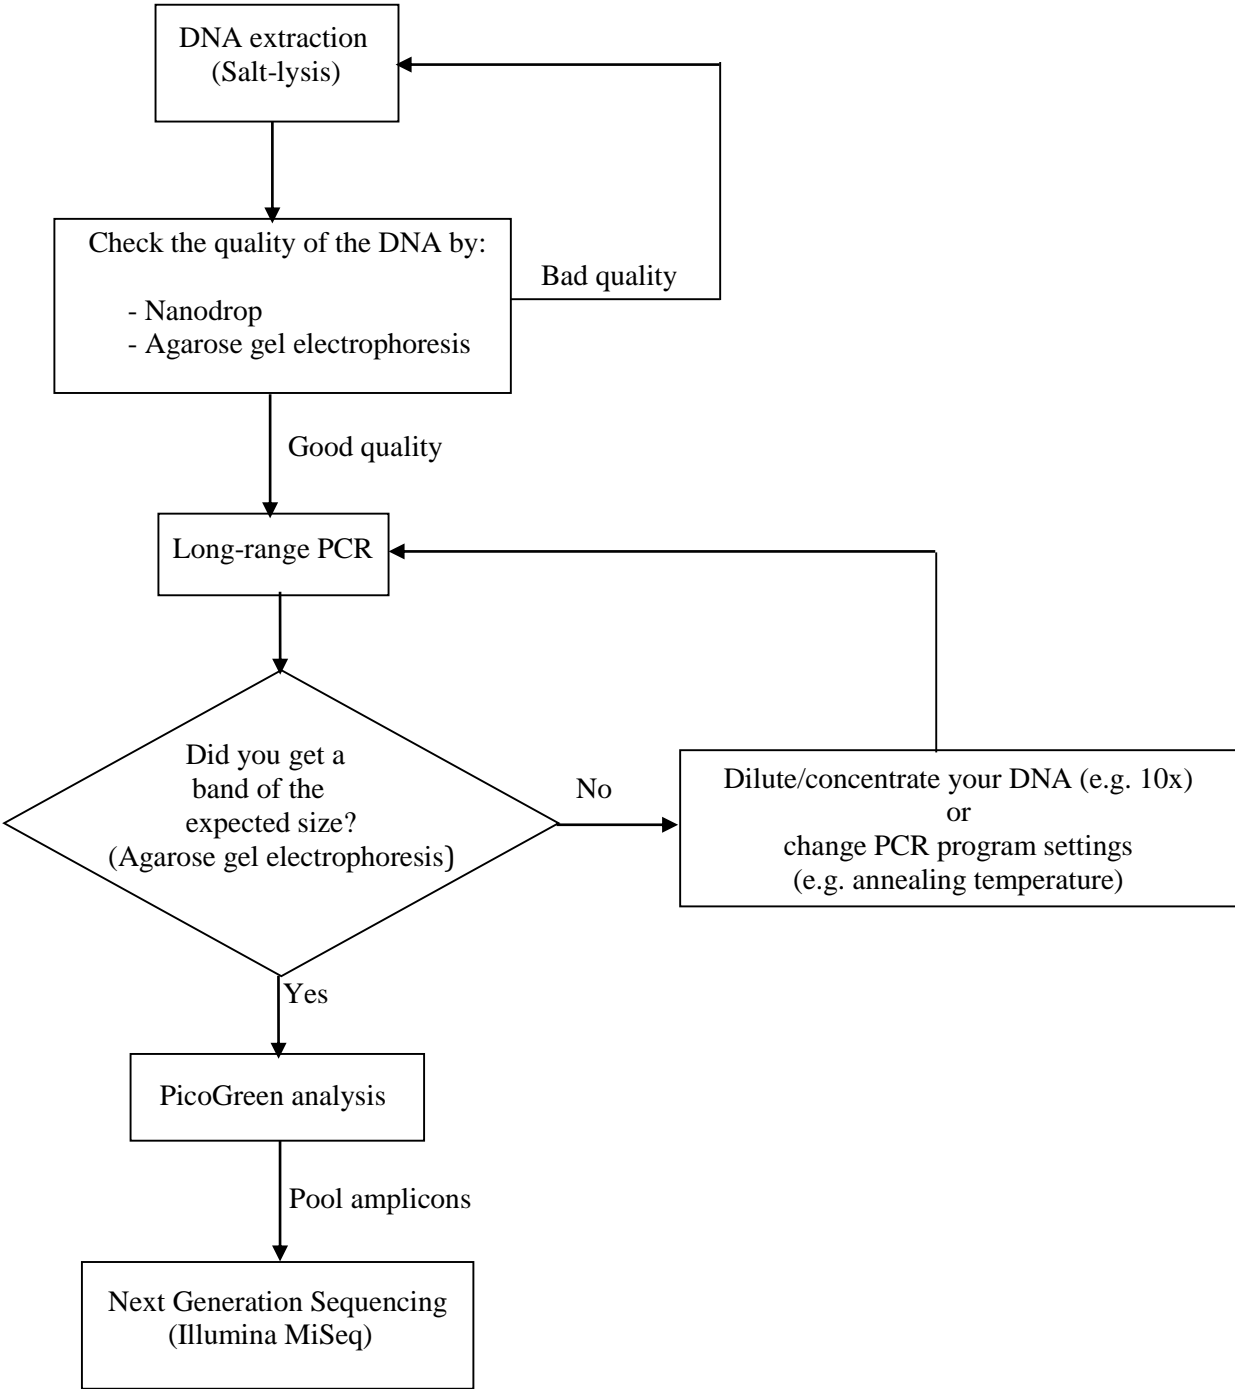 DNA extraction
(Salt-lysis)
Check the quality of the DNA by:
- Nanodrop
- Agarose gel electrophoresis
Bad quality
Good quality
Long-range PCR
Did you get a
band of the
expected size?
(Agarose gel electrophoresis)
No
Dilute/concentrate your DNA (e.g. 10x)
or
change PCR program settings
(e.g. annealing temperature)
Yes
PicoGreen analysis
Pool amplicons
Next Generation Sequencing
(Illumina MiSeq)